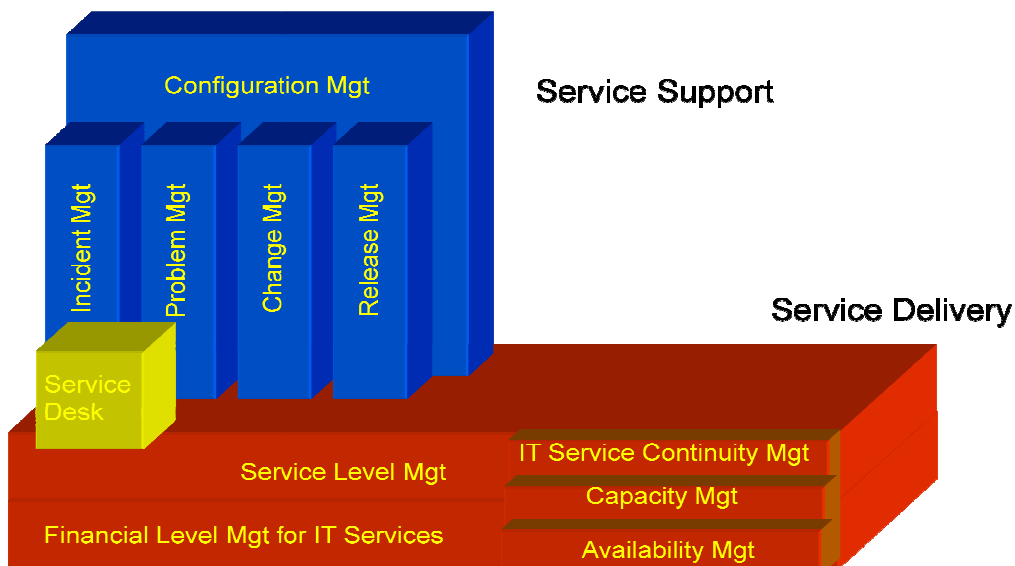 Configuration Mgt
Service Support
Incident Mgt
Problem Mgt
Change Mgt
Release Mgt
Service Delivery
Service
Desk
IT Service Continuity Mgt
Service Level Mgt
Capacity Mgt
Financial Level Mgt for IT Services
Availability Mgt